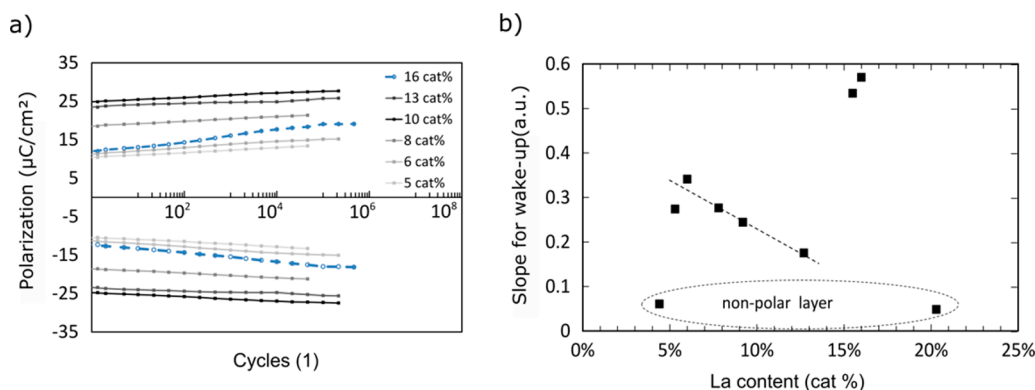 a)
35
25
15
5
-5
-15
-25
-35
Polarization (µC/cm²)
10² 10⁴ 10⁶ 10⁸
Cycles (1)
16 cat%
13 cat%
10 cat%
8 cat%
6 cat%
5 cat%
b)
0.6
0.5
0.4
0.3
0.2
0.1
0
Slope for wake-up(a.u.)
non-polar layer
0% 5% 10% 15% 20% 25%
La content (cat %)